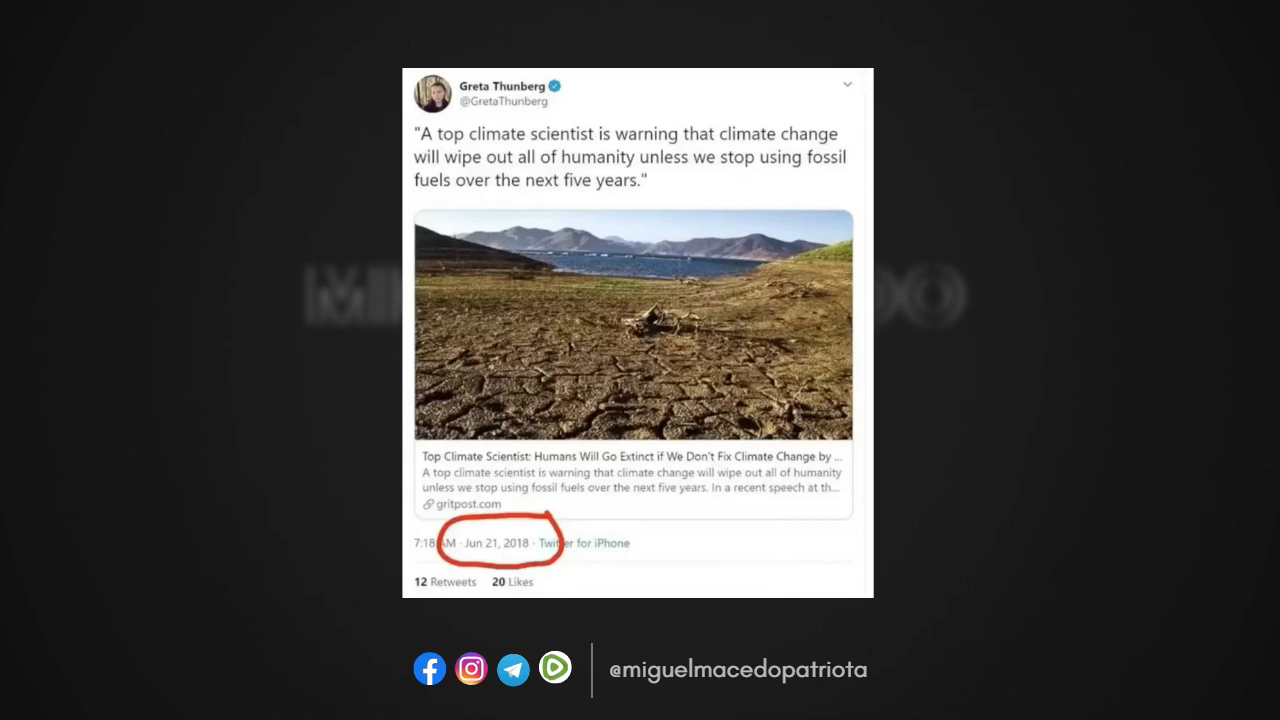 Greta Thunberg
@GretaThunberg
"A top climate scientist is warning that climate change
will wipe out all of humanity unless we stop using fossil
fuels over the next five years."
Top Climate Scientist: Humans Will Go Extinct if We Don't Fix Climate Change by ...
A top climate scientist is warning that climate change will wipe out all of humanity
unless we stop using fossil fuels over the next five years. In a recent speech at th...
gritpost.com
7:18 AM · Jun 21, 2018 · Twitter for iPhone
12 Retweets 20 Likes
@miguelmacedopatriota